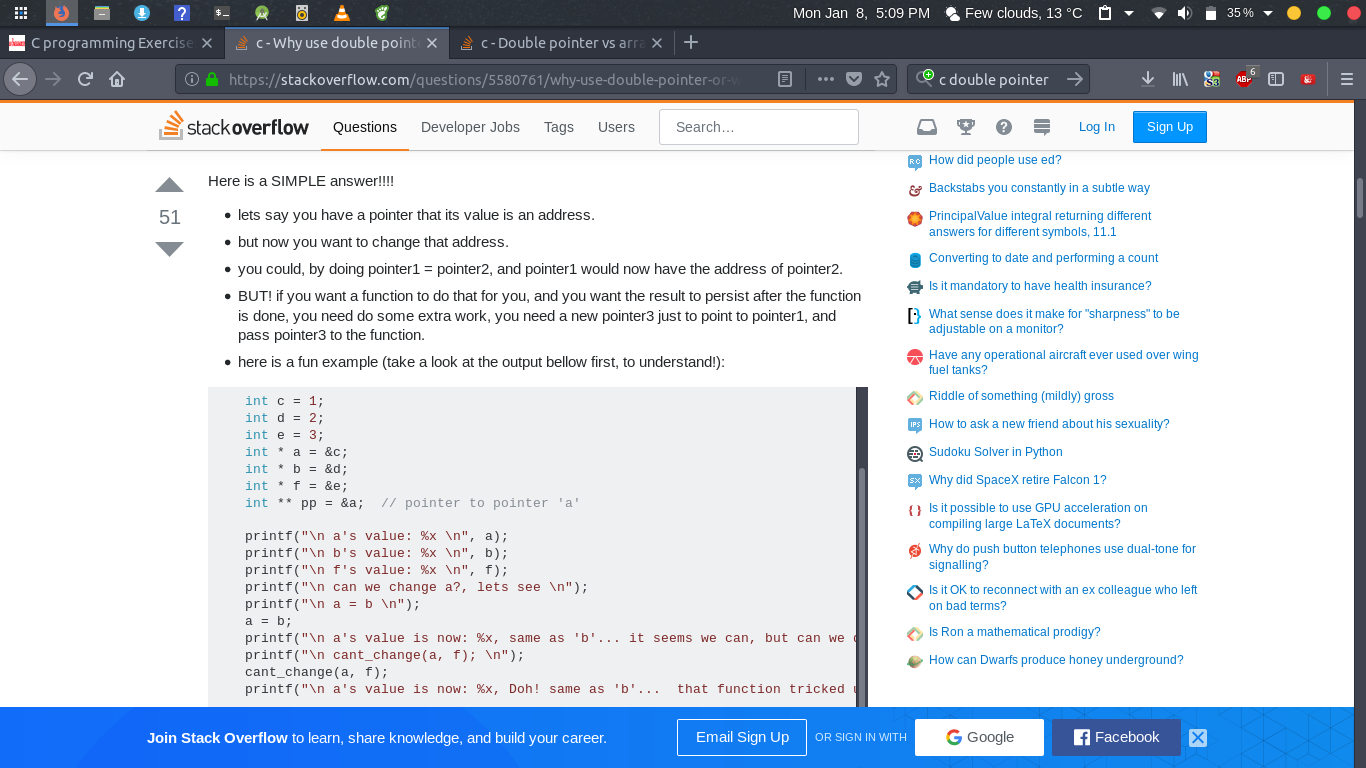 Mon Jan 8, 5:09 PM
Few clouds, 13 °C
35 %
C programming Exercise
c - Why use double pointe
c - Double pointer vs arra
https://stackoverflow.com/questions/5580761/why-use-double-pointer-or-w
c double pointer
ABP
6
stackoverflow
Questions
Developer Jobs
Tags
Users
Search…
Log In
Sign Up
51
Here is a SIMPLE answer!!!!
• lets say you have a pointer that its value is an address.
• but now you want to change that address.
• you could, by doing pointer1 = pointer2, and pointer1 would now have the address of pointer2.
• BUT! if you want a function to do that for you, and you want the result to persist after the function
is done, you need do some extra work, you need a new pointer3 just to point to pointer1, and
pass pointer3 to the function.
• here is a fun example (take a look at the output bellow first, to understand!):
int c = 1;
int d = 2;
int e = 3;
int * a = &c;
int * b = &d;
int * f = &e;
int ** pp = &a;  // pointer to pointer 'a'
printf("\n a's value: %x \n", a);
printf("\n b's value: %x \n", b);
printf("\n f's value: %x \n", f);
printf("\n can we change a?, lets see \n");
printf("\n a = b \n");
a = b;
printf("\n a's value is now: %x, same as 'b'... it seems we can, but can we
printf("\n cant_change(a, f); \n");
cant_change(a, f);
printf("\n a's value is now: %x, Doh! same as 'b'...  that function tricked
How did people use ed?
Backstabs you constantly in a subtle way
PrincipalValue integral returning different
answers for different symbols, 11.1
Converting to date and performing a count
Is it mandatory to have health insurance?
What sense does it make for "sharpness" to be
adjustable on a monitor?
Have any operational aircraft ever used over wing
fuel tanks?
Riddle of something (mildly) gross
How to ask a new friend about his sexuality?
Sudoku Solver in Python
Why did SpaceX retire Falcon 1?
Is it possible to use GPU acceleration on
compiling large LaTeX documents?
Why do push button telephones use dual-tone for
signalling?
Is it OK to reconnect with an ex colleague who left
on bad terms?
Is Ron a mathematical prodigy?
How can Dwarfs produce honey underground?
Join Stack Overflow to learn, share knowledge, and build your career.
Email Sign Up
OR SIGN IN WITH
Google
Facebook